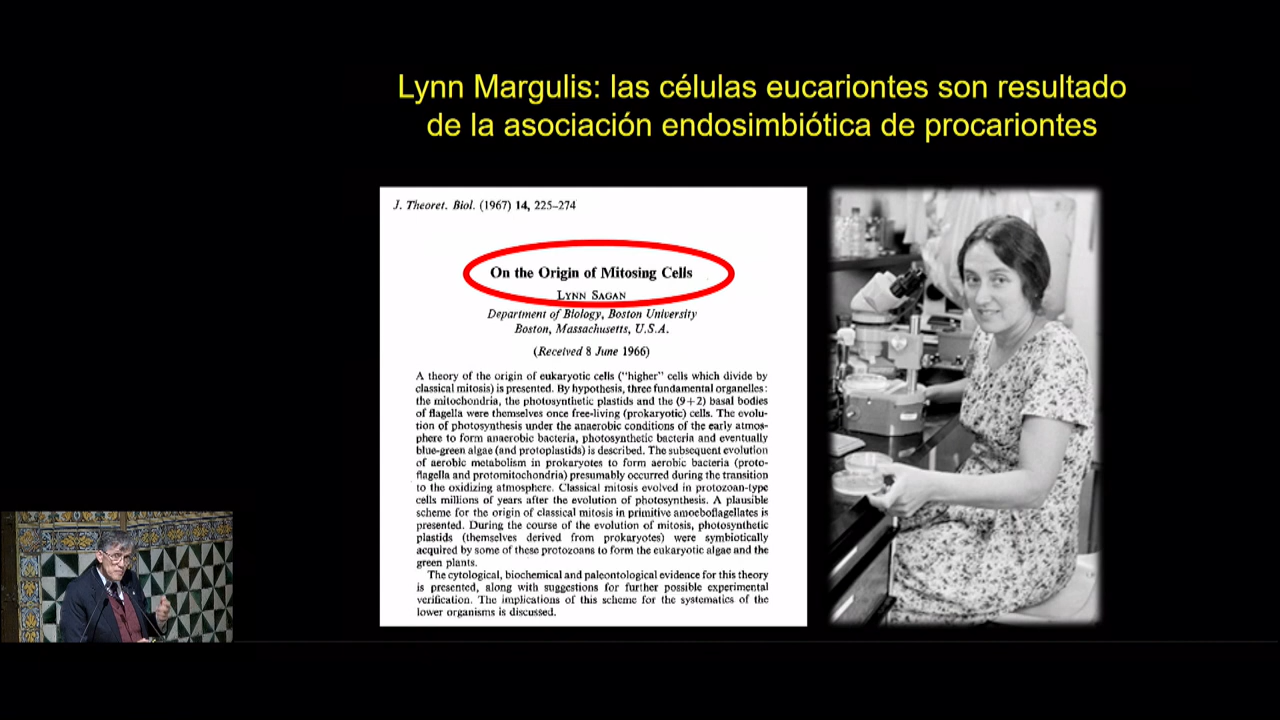 Lynn Margulis: las células eucariontes son resultado
de la asociación endosimbiótica de procariontes
J. Theoret. Biol. (1967) 14, 225–274
On the Origin of Mitosing Cells
LYNN SAGAN
Department of Biology, Boston University
Boston, Massachusetts, U.S.A.
(Received 8 June 1966)
A theory of the origin of eukaryotic cells ("higher" cells which divide by
classical mitosis) is presented. By hypothesis, three fundamental organelles:
the mitochondria, the photosynthetic plastids and the (9+2) basal bodies
of flagella were themselves once free-living (prokaryotic) cells. The evolu-
tion of photosynthesis under the anaerobic conditions of the early atmos-
phere to form anaerobic bacteria, photosynthetic bacteria and eventually
blue-green algae (and protoplastids) is described. The subsequent evolution
of aerobic metabolism in prokaryotes to form aerobic bacteria (proto-
flagella and protomitochondria) presumably occurred during the transition
to the oxidizing atmosphere. Classical mitosis evolved in protozoan-type
cells millions of years after the evolution of photosynthesis. A plausible
scheme for the origin of classical mitosis in primitive amoeboflagellates is
presented. During the course of the evolution of mitosis, photosynthetic
plastids (themselves derived from prokaryotes) were symbiotically
acquired by some of these protozoans to form the eukaryotic algae and the
green plants.
The cytological, biochemical and paleontological evidence for this theory
is presented, along with suggestions for further possible experimental
verification. The implications of this scheme for the systematics of the
lower organisms is discussed.